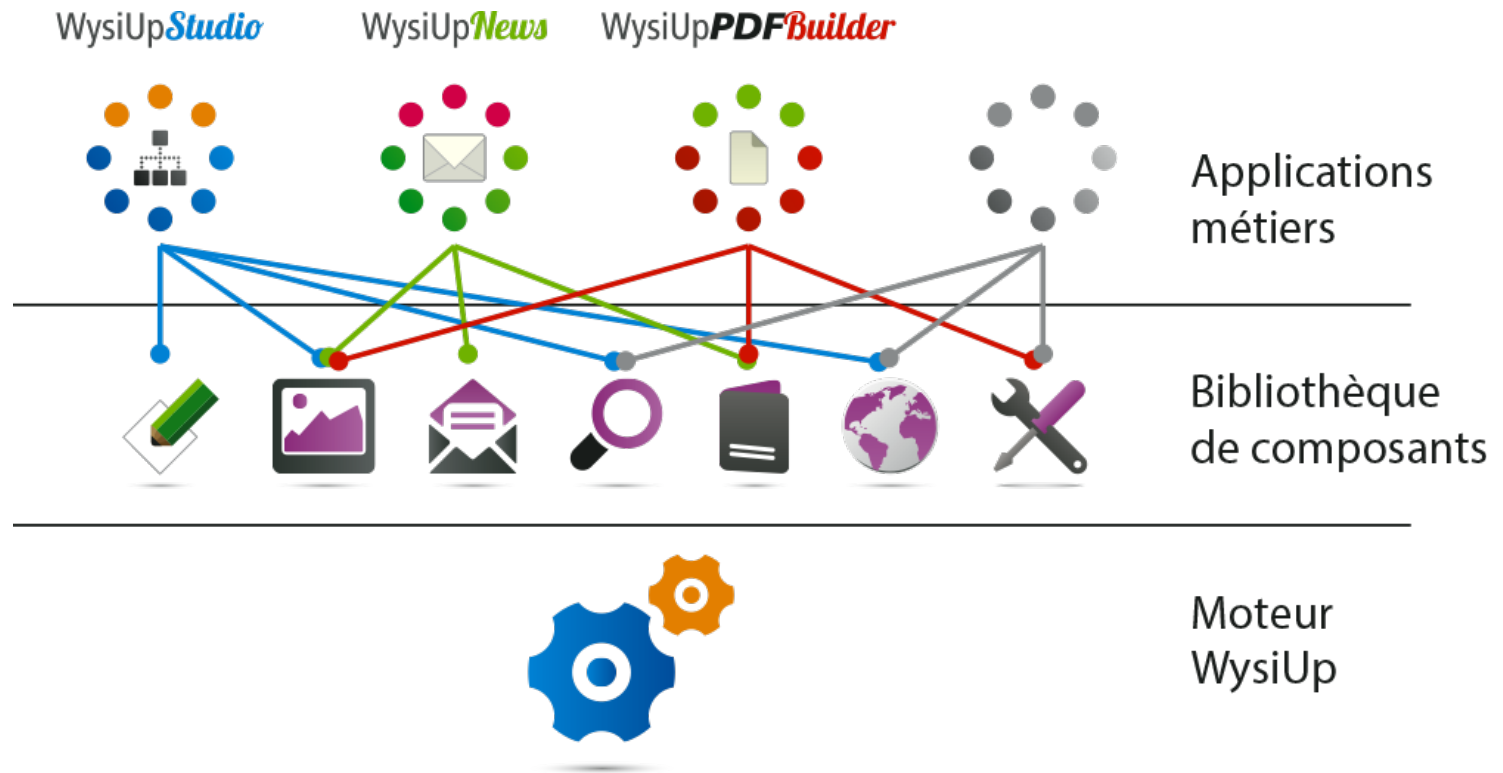 WysiUpStudio
WysiUpNews
WysiUpPDFBuilder
Applications
métiers
Bibliothèque
de composants
Moteur
WysiUp